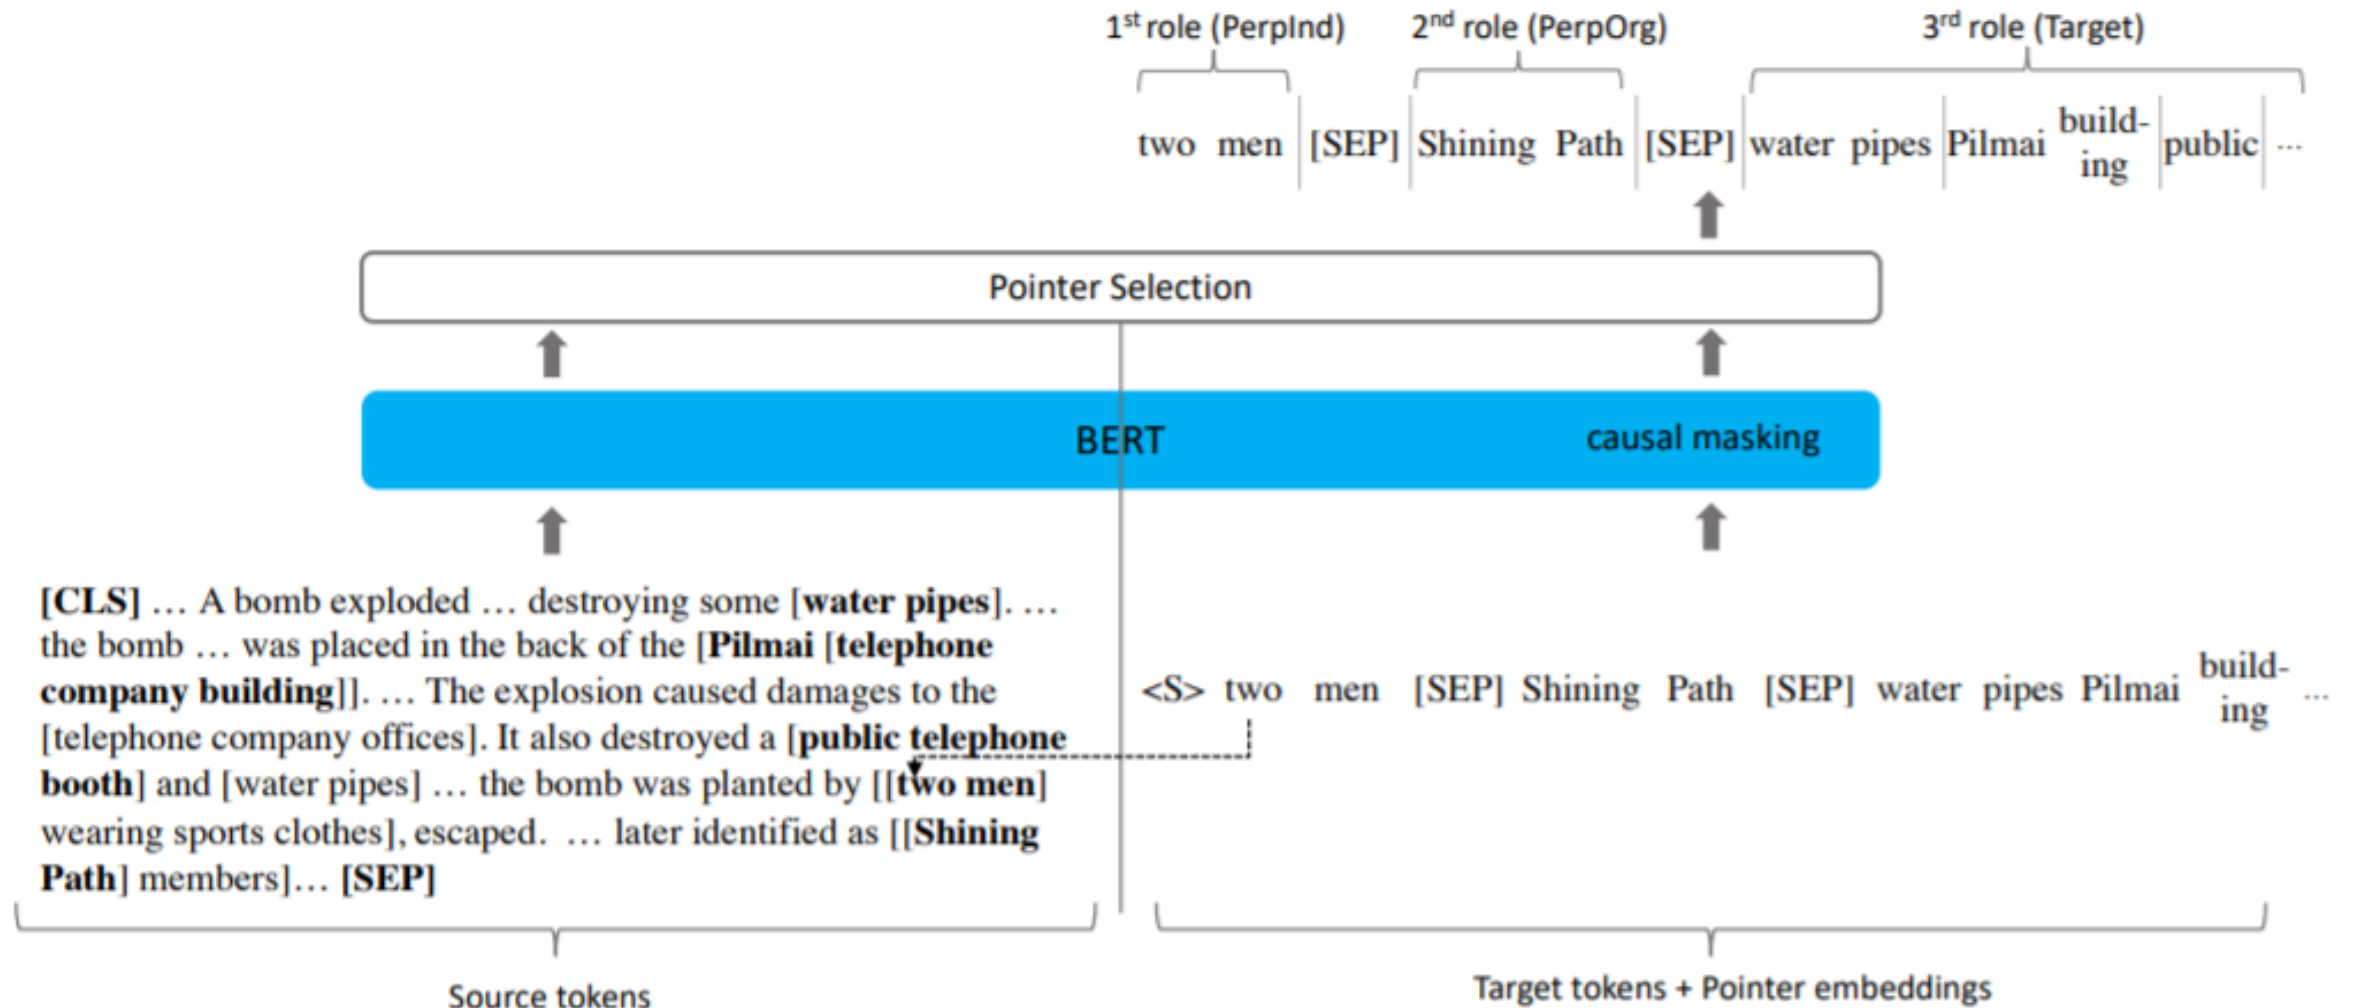 1st role (PerpInd) 2nd role (PerpOrg) 3rd role (Target)
two men [SEP] Shining Path [SEP] water pipes Pilmai build-ing public ...
Pointer Selection
BERT causal masking
[CLS] … A bomb exploded … destroying some [water pipes]. …
the bomb … was placed in the back of the [Pilmai [telephone
company building]]. … The explosion caused damages to the
[telephone company offices]. It also destroyed a [public telephone
booth] and [water pipes] … the bomb was planted by [[two men]
wearing sports clothes], escaped. … later identified as [[Shining
Path] members]… [SEP]
<S> two men [SEP] Shining Path [SEP] water pipes Pilmai build-ing ...
Source tokens
Target tokens + Pointer embeddings